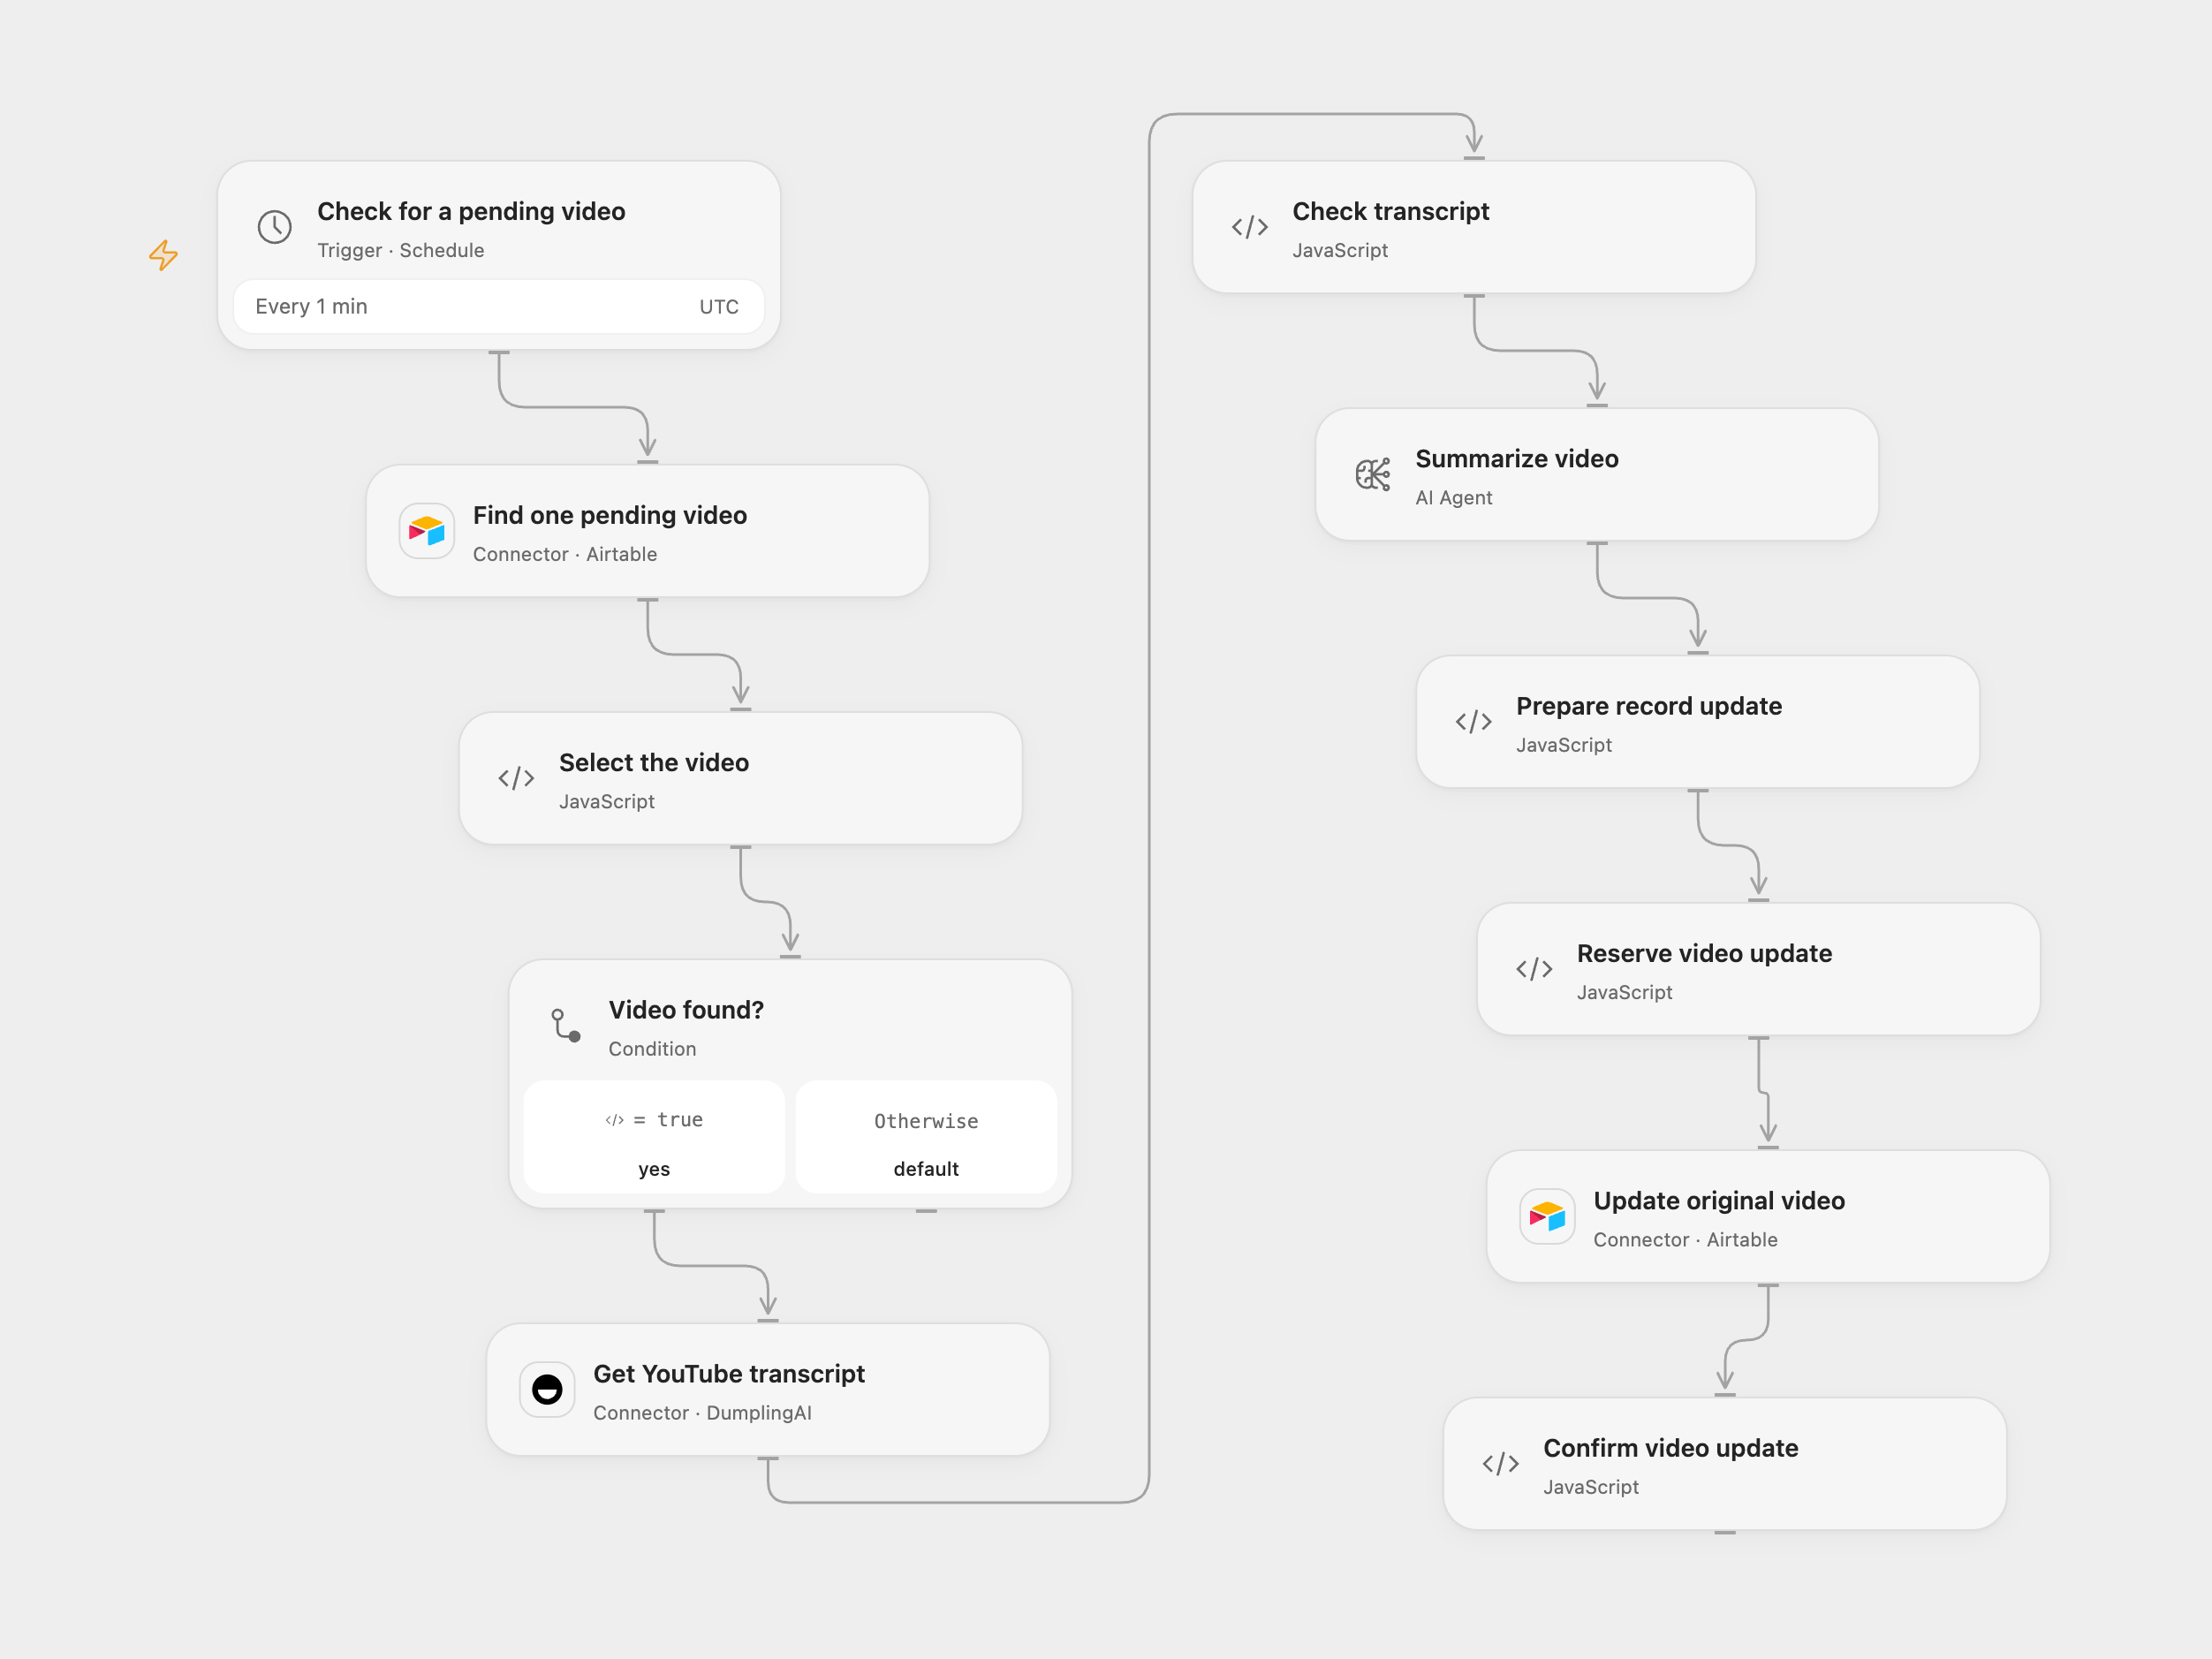 Check for a pending video
Trigger · Schedule
Every 1 min UTC
Find one pending video
Connector · Airtable
Select the video
JavaScript
Video found?
Condition
</> = true
yes
Otherwise
default
Get YouTube transcript
Connector · DumplingAI
Check transcript
JavaScript
Summarize video
AI Agent
Prepare record update
JavaScript
Reserve video update
JavaScript
Update original video
Connector · Airtable
Confirm video update
JavaScript